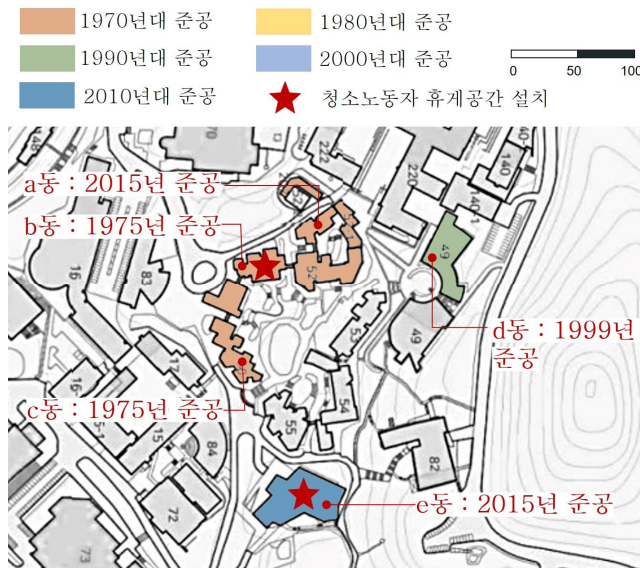 1970년대 준공
1980년대 준공
1990년대 준공
2000년대 준공
0 50 100
2010년대 준공
청소노동자 휴게공간 설치
a동 : 2015년 준공
222
220
140
140-1
b동 : 1975년 준공
83
16
52
49
53
49
d동 : 1999년
준공
17
c동 : 1975년 준공
54
15
84
55
82
72
e동 : 2015년 준공
73